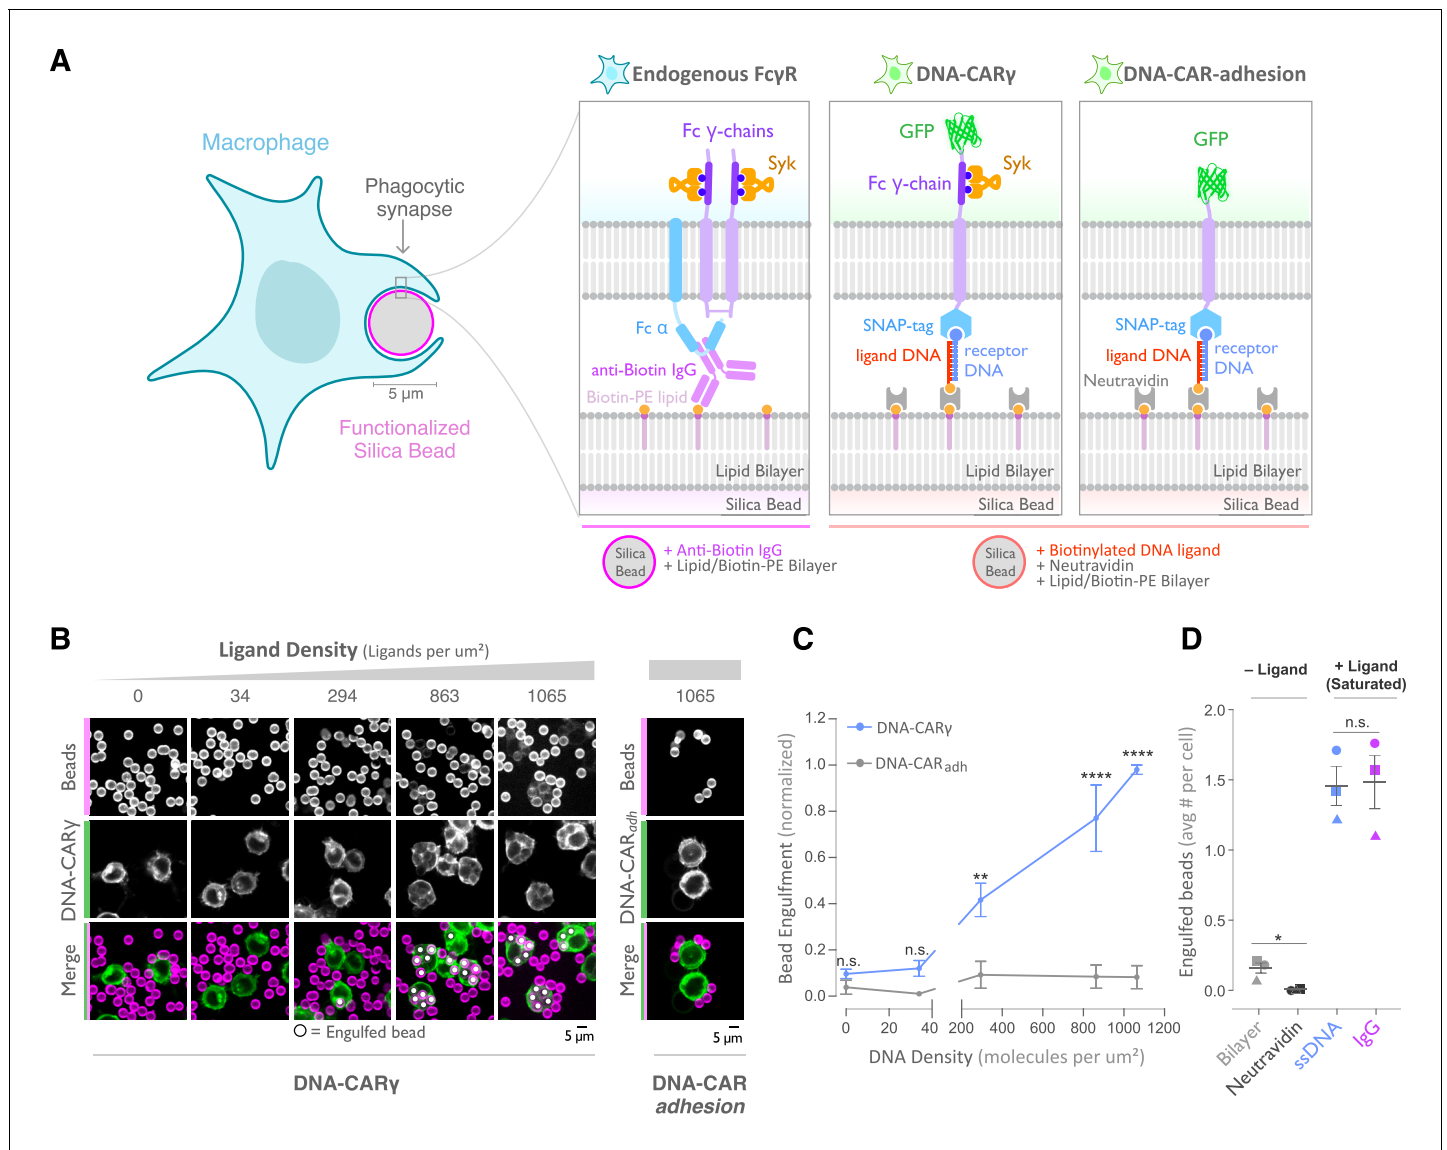 A
Endogenous FcγR
DNA-CARγ
DNA-CAR-adhesion
Macrophage
Phagocytic
synapse
5 µm
Functionalized
Silica Bead
Fc γ-chains
Syk
Fc α
anti-Biotin IgG
Biotin-PE lipid
Lipid Bilayer
Silica Bead
GFP
Fc γ-chain
Syk
SNAP-tag
ligand DNA
receptor
DNA
Lipid Bilayer
Silica Bead
GFP
SNAP-tag
ligand DNA
receptor
DNA
Neutravidin
Lipid Bilayer
Silica Bead
Silica
Bead
+ Anti-Biotin IgG
+ Lipid/Biotin-PE Bilayer
Silica
Bead
+ Biotinylated DNA ligand
+ Neutravidin
+ Lipid/Biotin-PE Bilayer
B
Ligand Density (Ligands per um²)
0 34 294 863 1065
1065
Beads
DNA-CARγ
Merge
Beads
DNA-CARadh
Merge
O = Engulfed bead
5 µm
5 µm
DNA-CARγ
DNA-CAR
adhesion
C
Bead Engulfment (normalized)
1.2
1.0
0.8
0.6
0.4
0.2
0.0
DNA-CARγ
DNA-CARadh
n.s.
n.s.
**
****
****
0 20 40 200 400 600 800 1000 1200
DNA Density (molecules per um²)
D
– Ligand
+ Ligand
(Saturated)
Engulfed beads (avg # per cell)
2.0
1.5
1.0
0.5
0.0
n.s.
*
Bilayer
Neutravidin
ssDNA
IgG